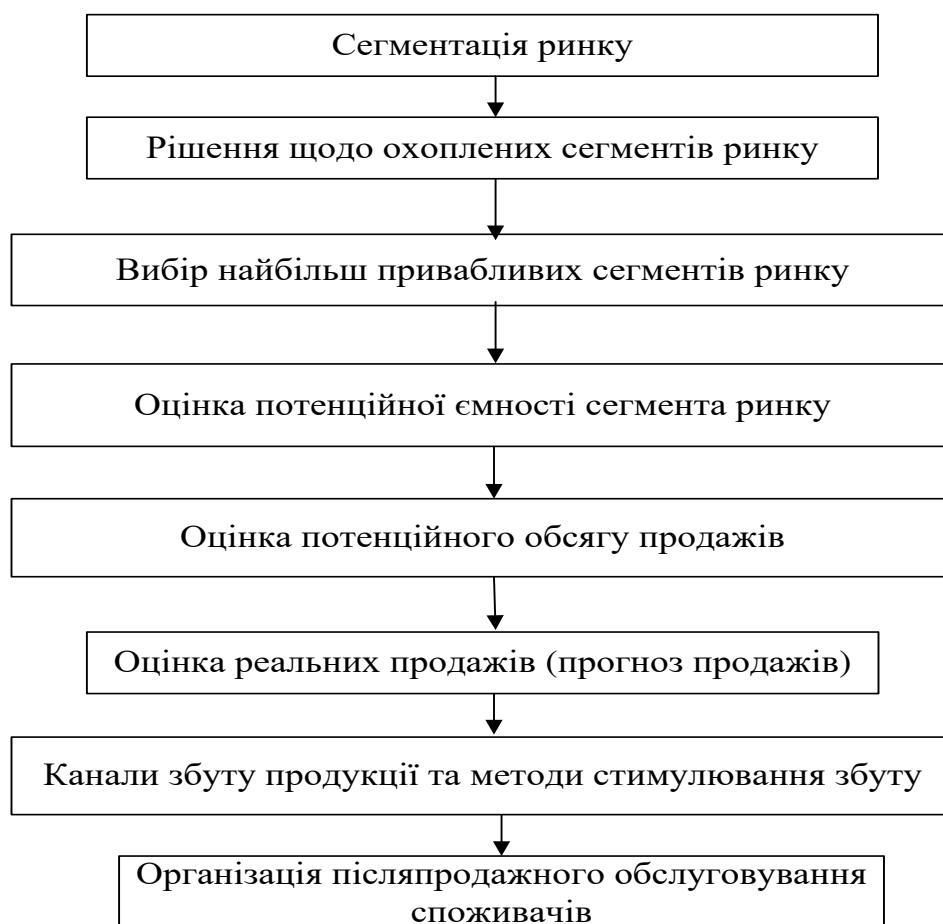 Сегментація ринку
Рішення щодо охоплених сегментів ринку
Вибір найбільш привабливих сегментів ринку
Оцінка потенційної ємності сегмента ринку
Оцінка потенційного обсягу продажів
Оцінка реальних продажів (прогноз продажів)
Канали збуту продукції та методи стимулювання збуту
Організація післяпродажного обслуговування
споживачів